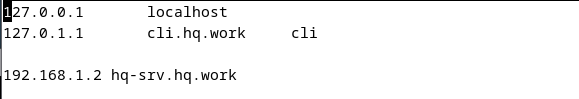 127.0.0.1 localhost
127.0.1.1 cli.hq.work cli
192.168.1.2 hq-srv.hq.work